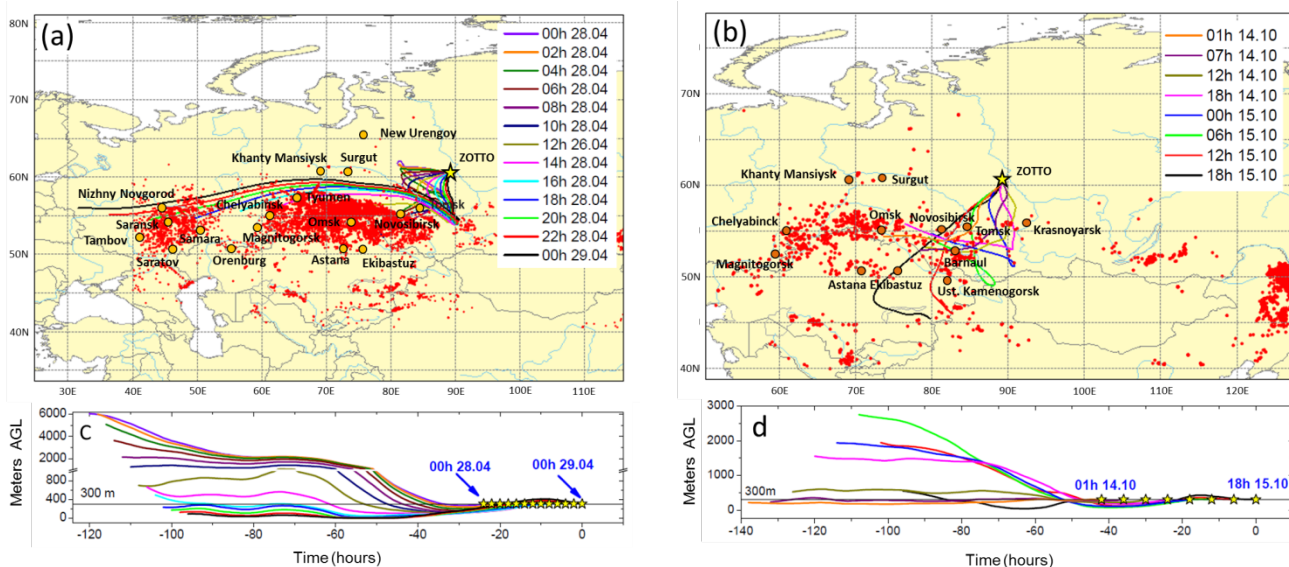 (a)
80N
70N
60N
50N
40N
30E
40E
50E
60E
70E
80E
90E
100E
110E
New Urengoy
ZOTTO
Khanty Mansiysk
Surgut
Nizhny Novgorod
Chelyabinsk
Tyumen
Tomsk
Saransk
Omsk
Novosibirsk
Tambov
Samara
Magnitogorsk
Saratov
Orenburg
Astana
Ekibastuz
00h 28.04
02h 28.04
04h 28.04
06h 28.04
08h 28.04
10h 28.04
12h 26.04
14h 28.04
16h 28.04
18h 28.04
20h 28.04
22h 28.04
00h 29.04
(b)
70N
60N
50N
40N
60E
70E
80E
90E
100E
110E
120E
ZOTTO
Khanty Mansiysk
Surgut
Chelyabinck
Omsk
Novosibirsk
Tomsk
Krasnoyarsk
Magnitogorsk
Barnaul
Astana
Ekibastuz
Ust. Kamenogorsk
01h 14.10
07h 14.10
12h 14.10
18h 14.10
00h 15.10
06h 15.10
12h 15.10
18h 15.10
c
Meters AGL
6000
4000
2000
800
400
0
300 m
00h 28.04
00h 29.04
-120
-100
-80
-60
-40
-20
0
Time (hours)
d
Meters AGL
3000
2000
1000
0
300m
01h 14.10
18h 15.10
-140
-120
-100
-80
-60
-40
-20
0
Time (hours)